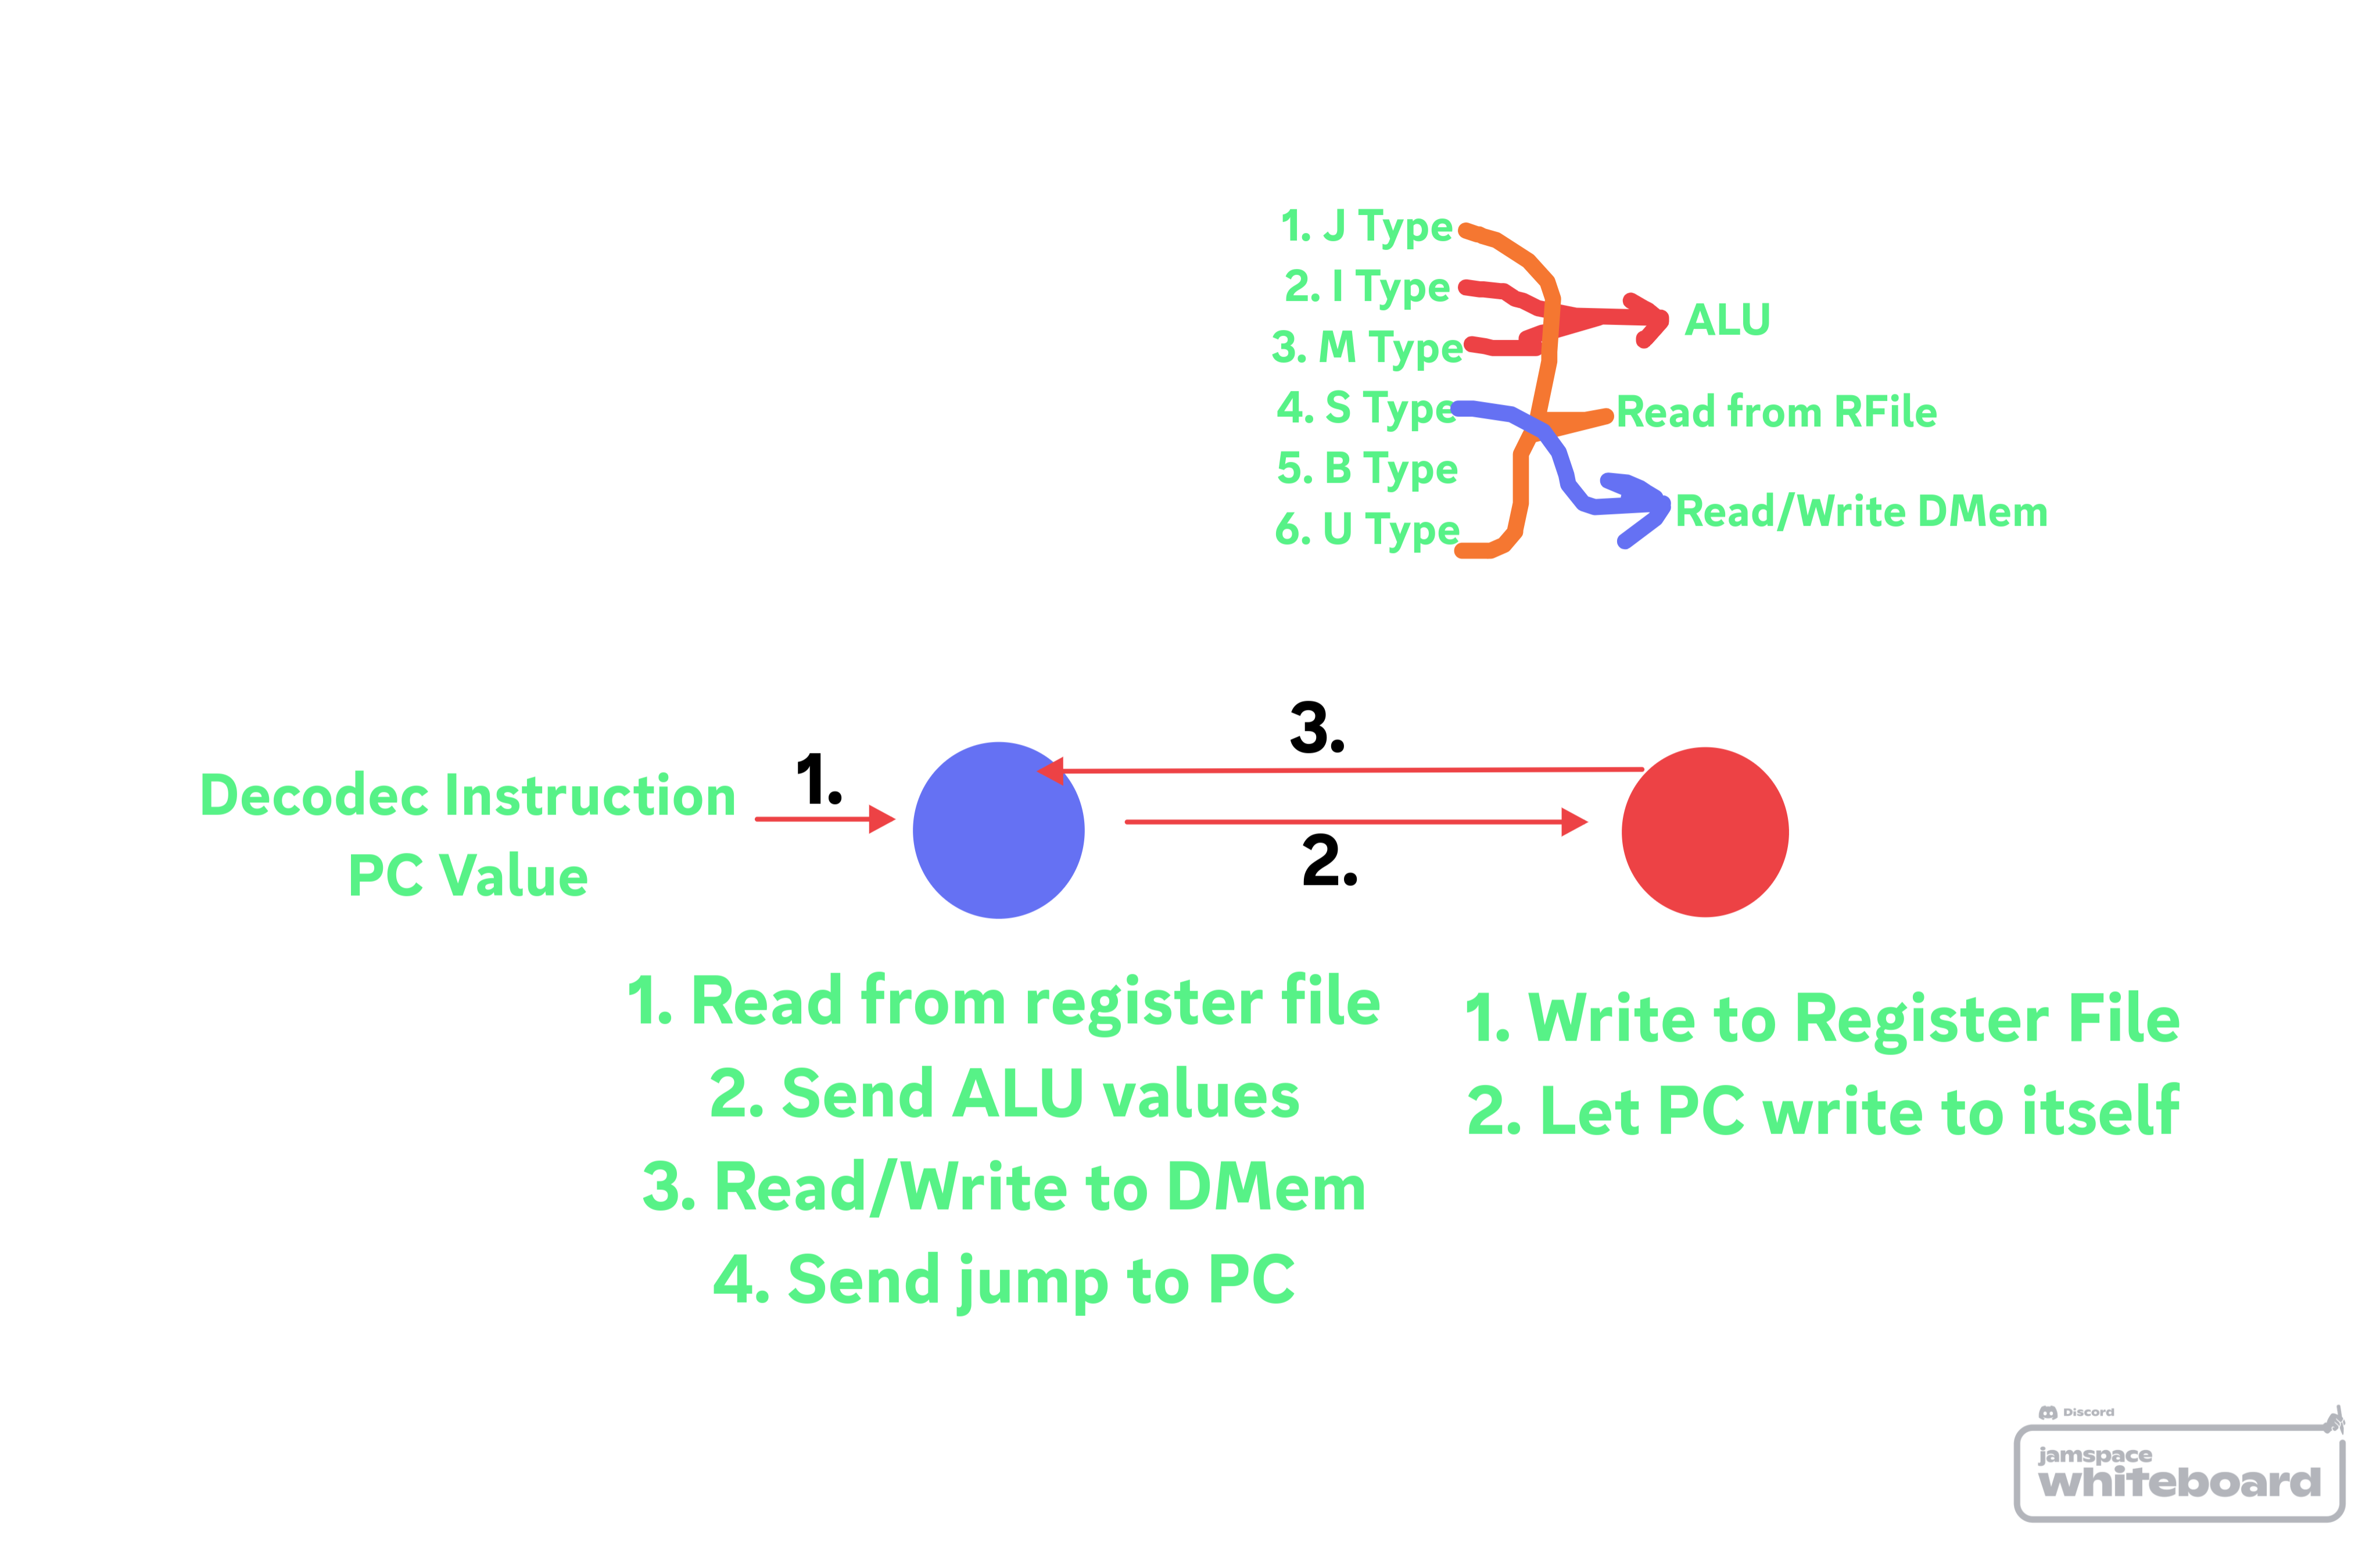 1. J Type
2. I Type
3. M Type
4. S Type
5. B Type
6. U Type
ALU
Read from RFile
Read/Write DMem
Decodec Instruction
PC Value
1.
3.
2.
1. Read from register file
2. Send ALU values
3. Read/Write to DMem
4. Send jump to PC
1. Write to Register File
2. Let PC write to itself
Discord
jamspace
whiteboard